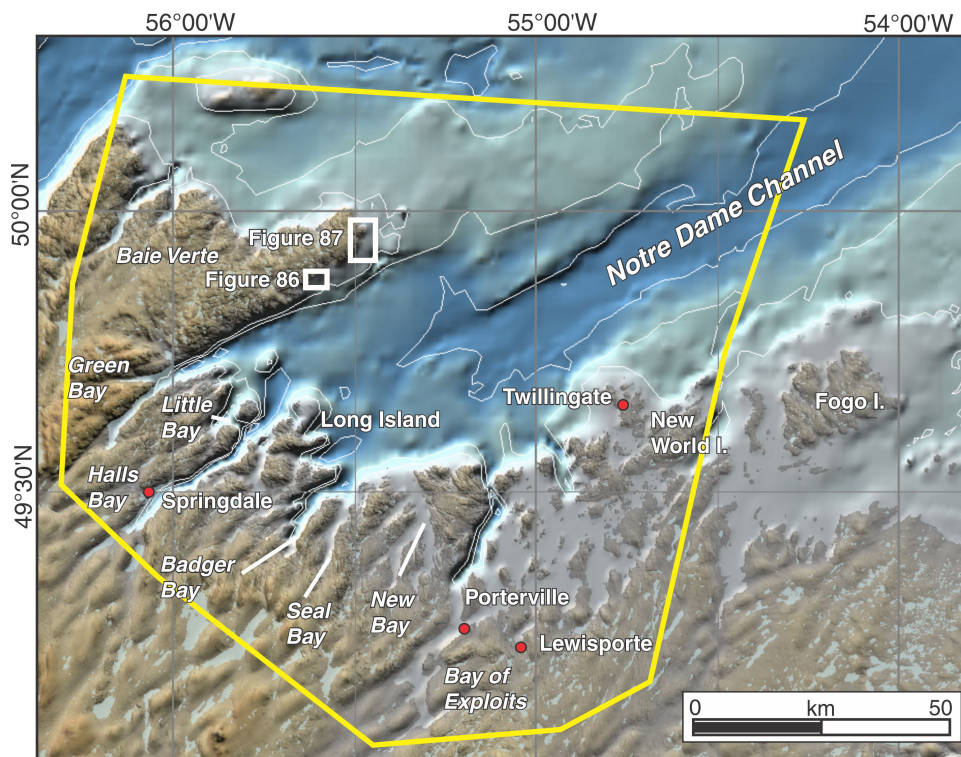 56°00'W
55°00'W
54°00'W
50°00'N
49°30'N
Notre Dame Channel
Figure 87
Baie Verte
Figure 86
Green
Bay
Little
Bay
Long Island
Twillingate
New
World I.
Fogo I.
Halls
Bay
Springdale
Badger
Bay
Seal
Bay
New
Bay
Porterville
Lewisporte
Bay of
Exploits
0 km 50